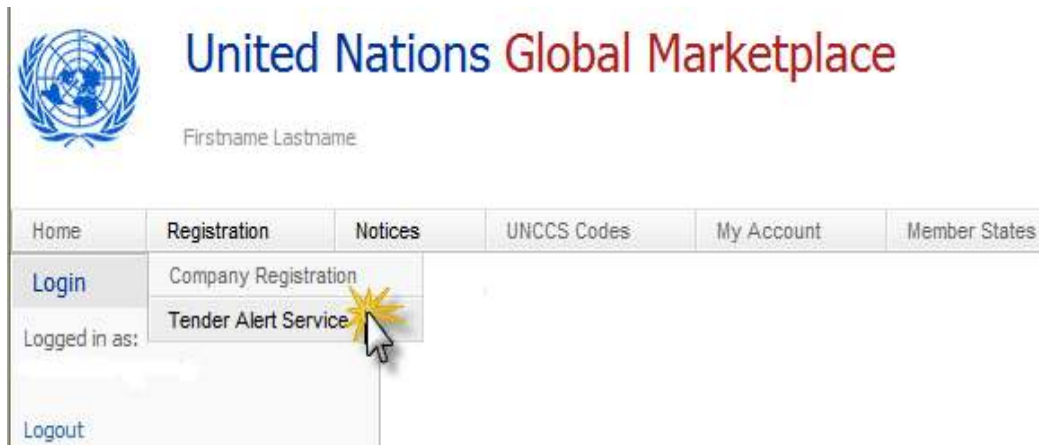 United Nations Global Marketplace
Firstname Lastname
Home Registration Notices UNCCS Codes My Account Member States
Login
Company Registration
Tender Alert Service
Logged in as:
Logout